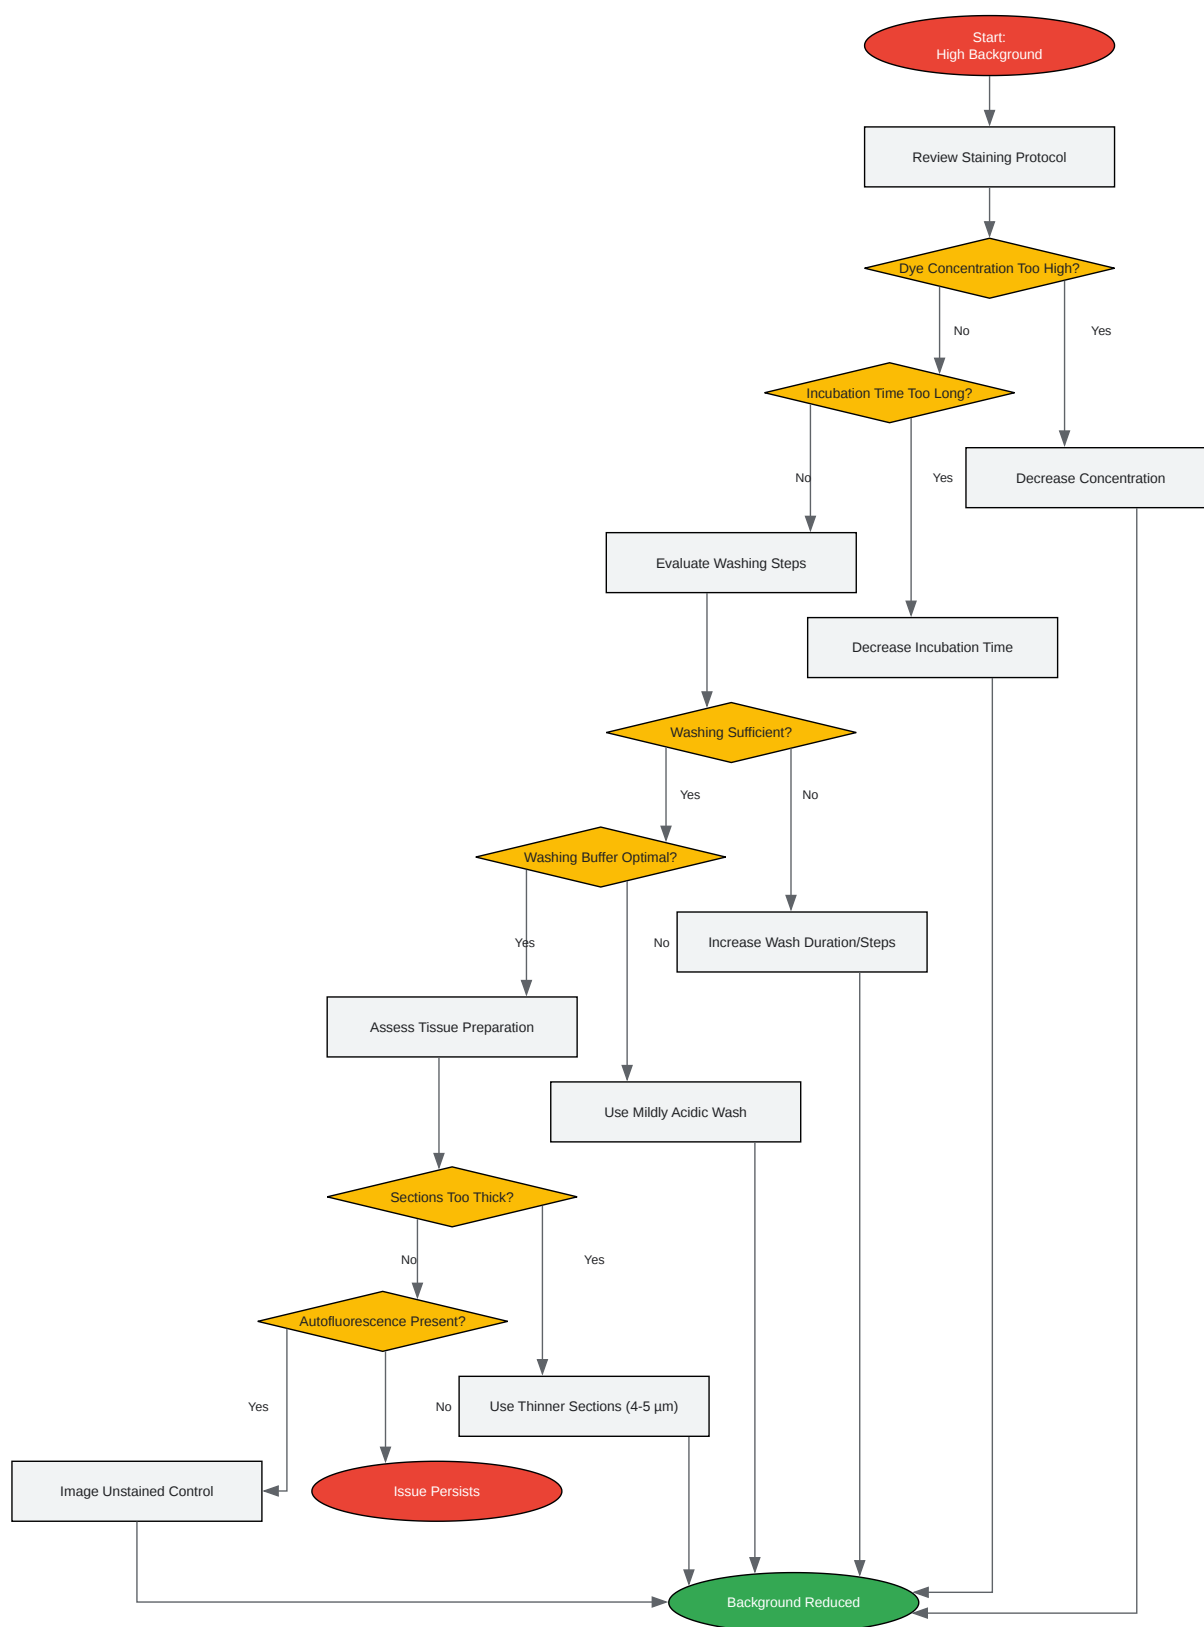 Start:
High Background
Review Staining Protocol
Dye Concentration Too High?
No
Yes
Incubation Time Too Long?
No
Yes
Decrease Concentration
Evaluate Washing Steps
Decrease Incubation Time
Washing Sufficient?
Yes
No
Washing Buffer Optimal?
Yes
No
Increase Wash Duration/Steps
Assess Tissue Preparation
Use Mildly Acidic Wash
Sections Too Thick?
No
Yes
Autofluorescence Present?
Yes
No
Use Thinner Sections (4-5 µm)
Image Unstained Control
Issue Persists
Background Reduced